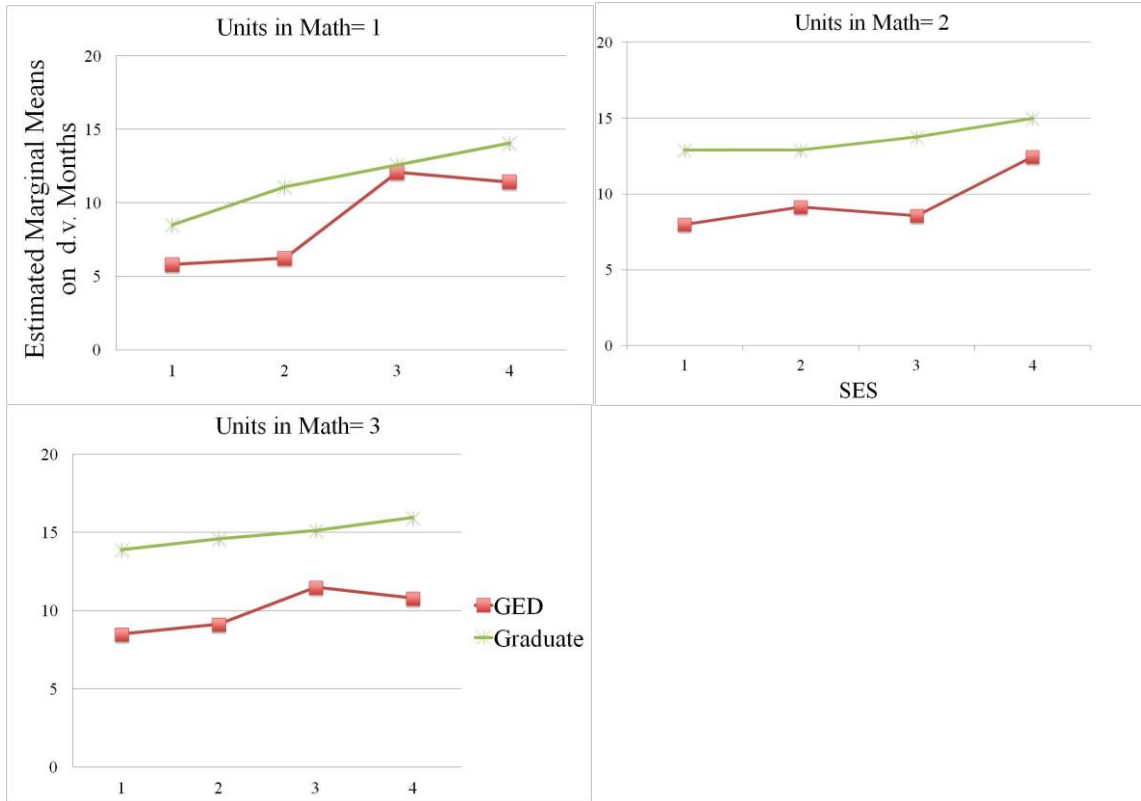 Units in Math= 1
Estimated Marginal Means
on d.v. Months
20
15
10
5
0
1 2 3 4
Units in Math= 2
20
15
10
5
0
1 2 3 4
SES
Units in Math= 3
20
15
10
5
0
1 2 3 4
GED
Graduate